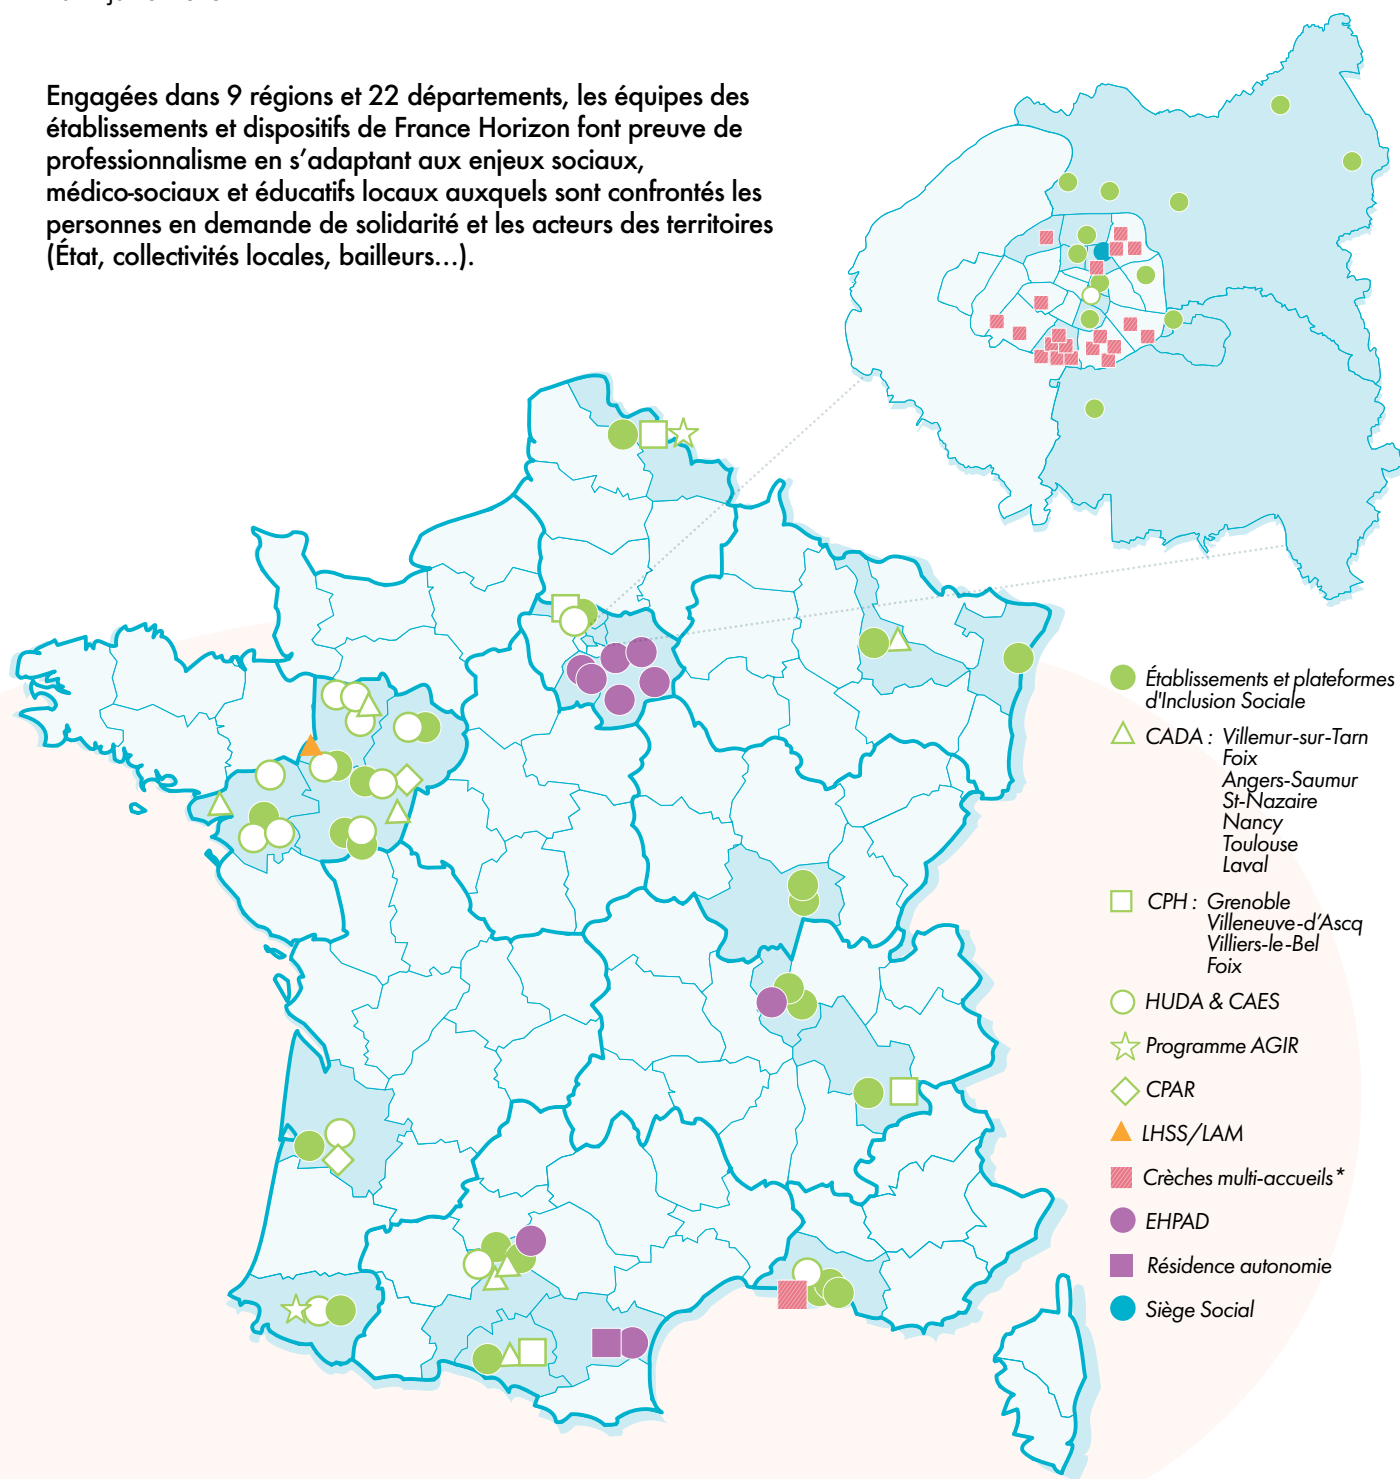 Engagées dans 9 régions et 22 départements, les équipes des
établissements et dispositifs de France Horizon font preuve de
professionnalisme en s'adaptant aux enjeux sociaux,
médico-sociaux et éducatifs locaux auxquels sont confrontés les
personnes en demande de solidarité et les acteurs des territoires
(État, collectivités locales, bailleurs...).
Établissements et plateformes
d'Inclusion Sociale
CADA : Villemur-sur-Tarn
Foix
Angers-Saumur
St-Nazaire
Nancy
Toulouse
Laval
CPH : Grenoble
Villeneuve-d'Ascq
Villiers-le-Bel
Foix
HUDA & CAES
Programme AGIR
CPAR
LHSS/LAM
Crèches multi-accueils*
EHPAD
Résidence autonomie
Siège Social